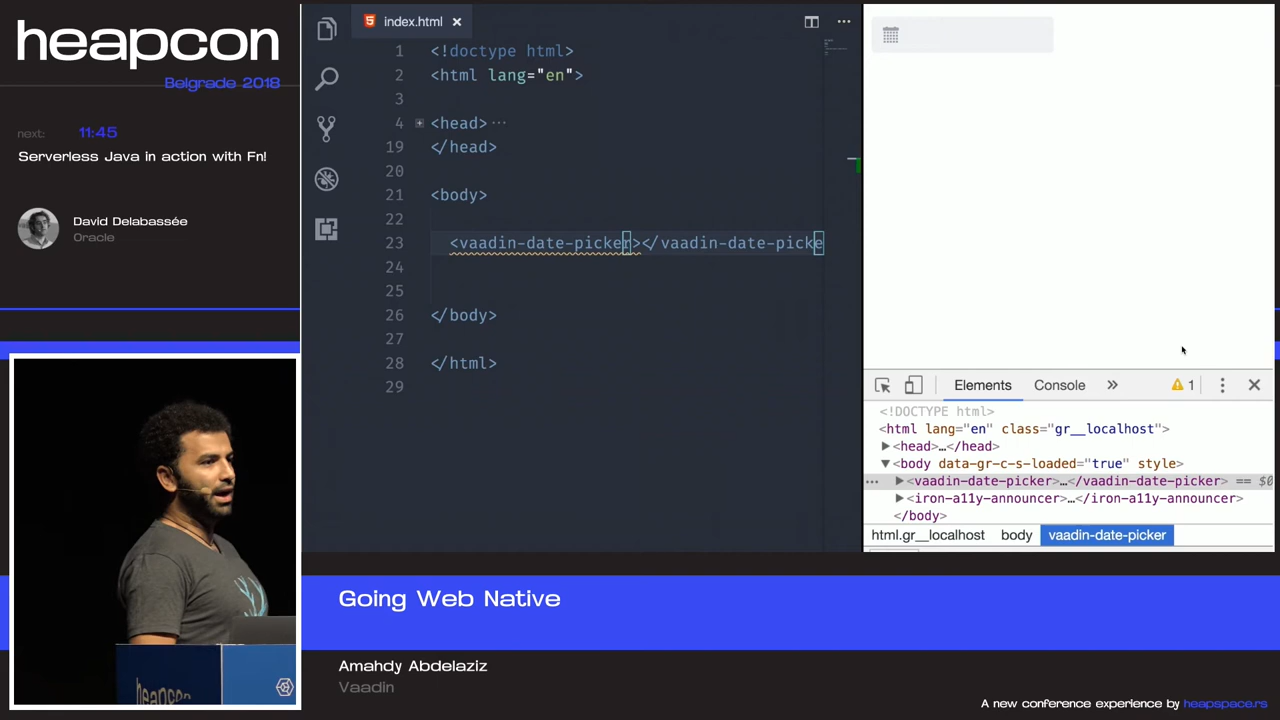 heapcon
Belgrade 2018
next: 11:45
Serverless Java in action with Fn!
David Delabassée
Oracle
index.html
1 <!doctype html>
2 <html lang="en">
3
4 <head>···
19 </head>
20
21 <body>
22
23 <vaadin-date-picker></vaadin-date-picke
24
25
26 </body>
27
28 </html>
29
Elements Console » 1
<!DOCTYPE html>
<html lang="en" class="gr__localhost">
<head>…</head>
<body data-gr-c-s-loaded="true" style>
<vaadin-date-picker>…</vaadin-date-picker> == $0
<iron-a11y-announcer>…</iron-a11y-announcer>
</body>
html.gr__localhost body vaadin-date-picker
heapcon
Going Web Native
Amahdy Abdelaziz
Vaadin
A new conference experience by heapspace.rs